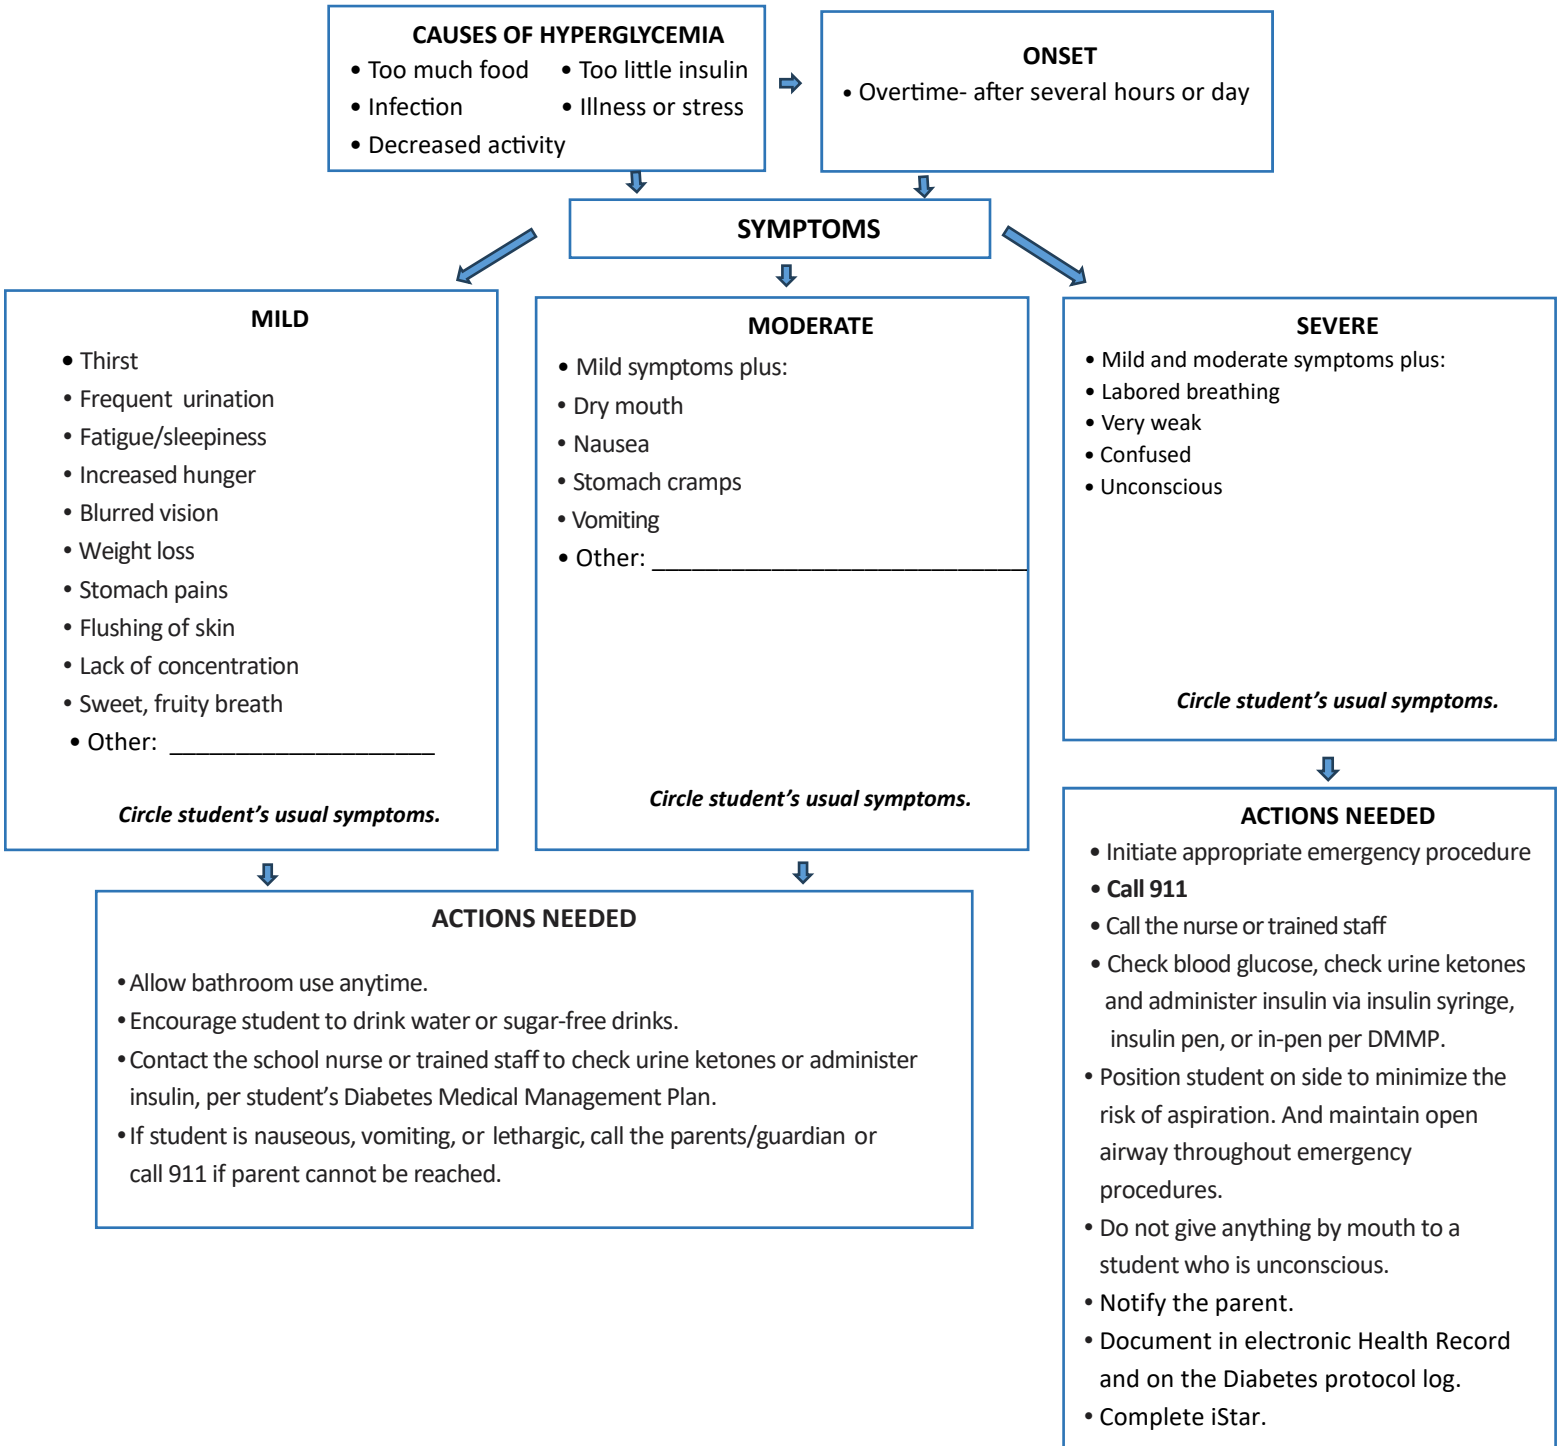 CAUSES OF HYPERGLYCEMIA
• Too much food • Too little insulin
• Infection • Illness or stress
• Decreased activity
ONSET
• Overtime- after several hours or day
SYMPTOMS
MILD
• Thirst
• Frequent urination
• Fatigue/sleepiness
• Increased hunger
• Blurred vision
• Weight loss
• Stomach pains
• Flushing of skin
• Lack of concentration
• Sweet, fruity breath
• Other: ____________________
Circle student’s usual symptoms.
MODERATE
• Mild symptoms plus:
• Dry mouth
• Nausea
• Stomach cramps
• Vomiting
• Other: ____________________________
Circle student’s usual symptoms.
SEVERE
• Mild and moderate symptoms plus:
• Labored breathing
• Very weak
• Confused
• Unconscious
Circle student’s usual symptoms.
ACTIONS NEEDED
• Allow bathroom use anytime.
• Encourage student to drink water or sugar-free drinks.
• Contact the school nurse or trained staff to check urine ketones or administer
insulin, per student’s Diabetes Medical Management Plan.
• If student is nauseous, vomiting, or lethargic, call the parents/guardian or
call 911 if parent cannot be reached.
ACTIONS NEEDED
• Initiate appropriate emergency procedure
• Call 911
• Call the nurse or trained staff
• Check blood glucose, check urine ketones
and administer insulin via insulin syringe,
insulin pen, or in-pen per DMMP.
• Position student on side to minimize the
risk of aspiration. And maintain open
airway throughout emergency
procedures.
• Do not give anything by mouth to a
student who is unconscious.
• Notify the parent.
• Document in electronic Health Record
and on the Diabetes protocol log.
• Complete iStar.